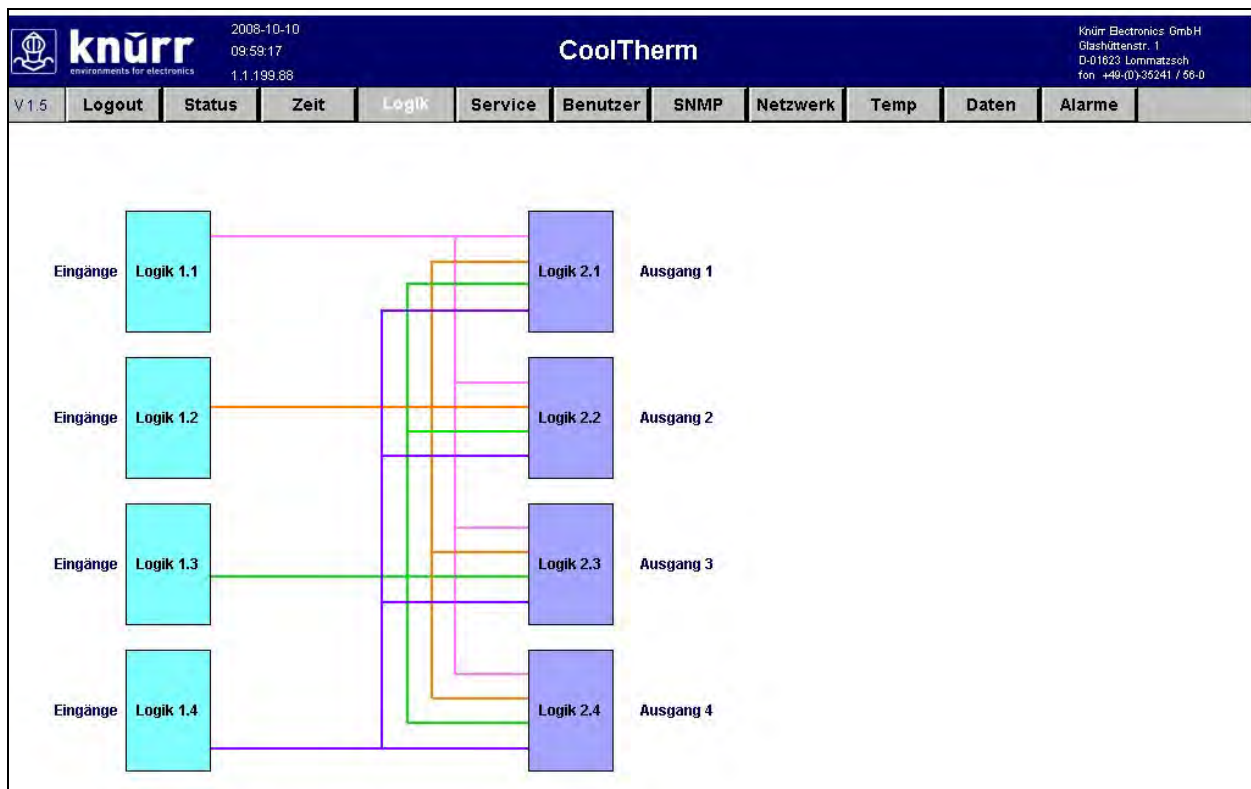 knürr
environments for electronics
2008-10-10
09:59:17
1.1.199.88
CoolTherm
Knürr Electronics GmbH
Glashüttenstr. 1
D-01623 Lommatzsch
fon +49-(0)-35241 / 56-0
V 1.5 Logout Status Zeit Logik Service Benutzer SNMP Netzwerk Temp Daten Alarme
Eingänge Logik 1.1 Logik 2.1 Ausgang 1
Eingänge Logik 1.2 Logik 2.2 Ausgang 2
Eingänge Logik 1.3 Logik 2.3 Ausgang 3
Eingänge Logik 1.4 Logik 2.4 Ausgang 4